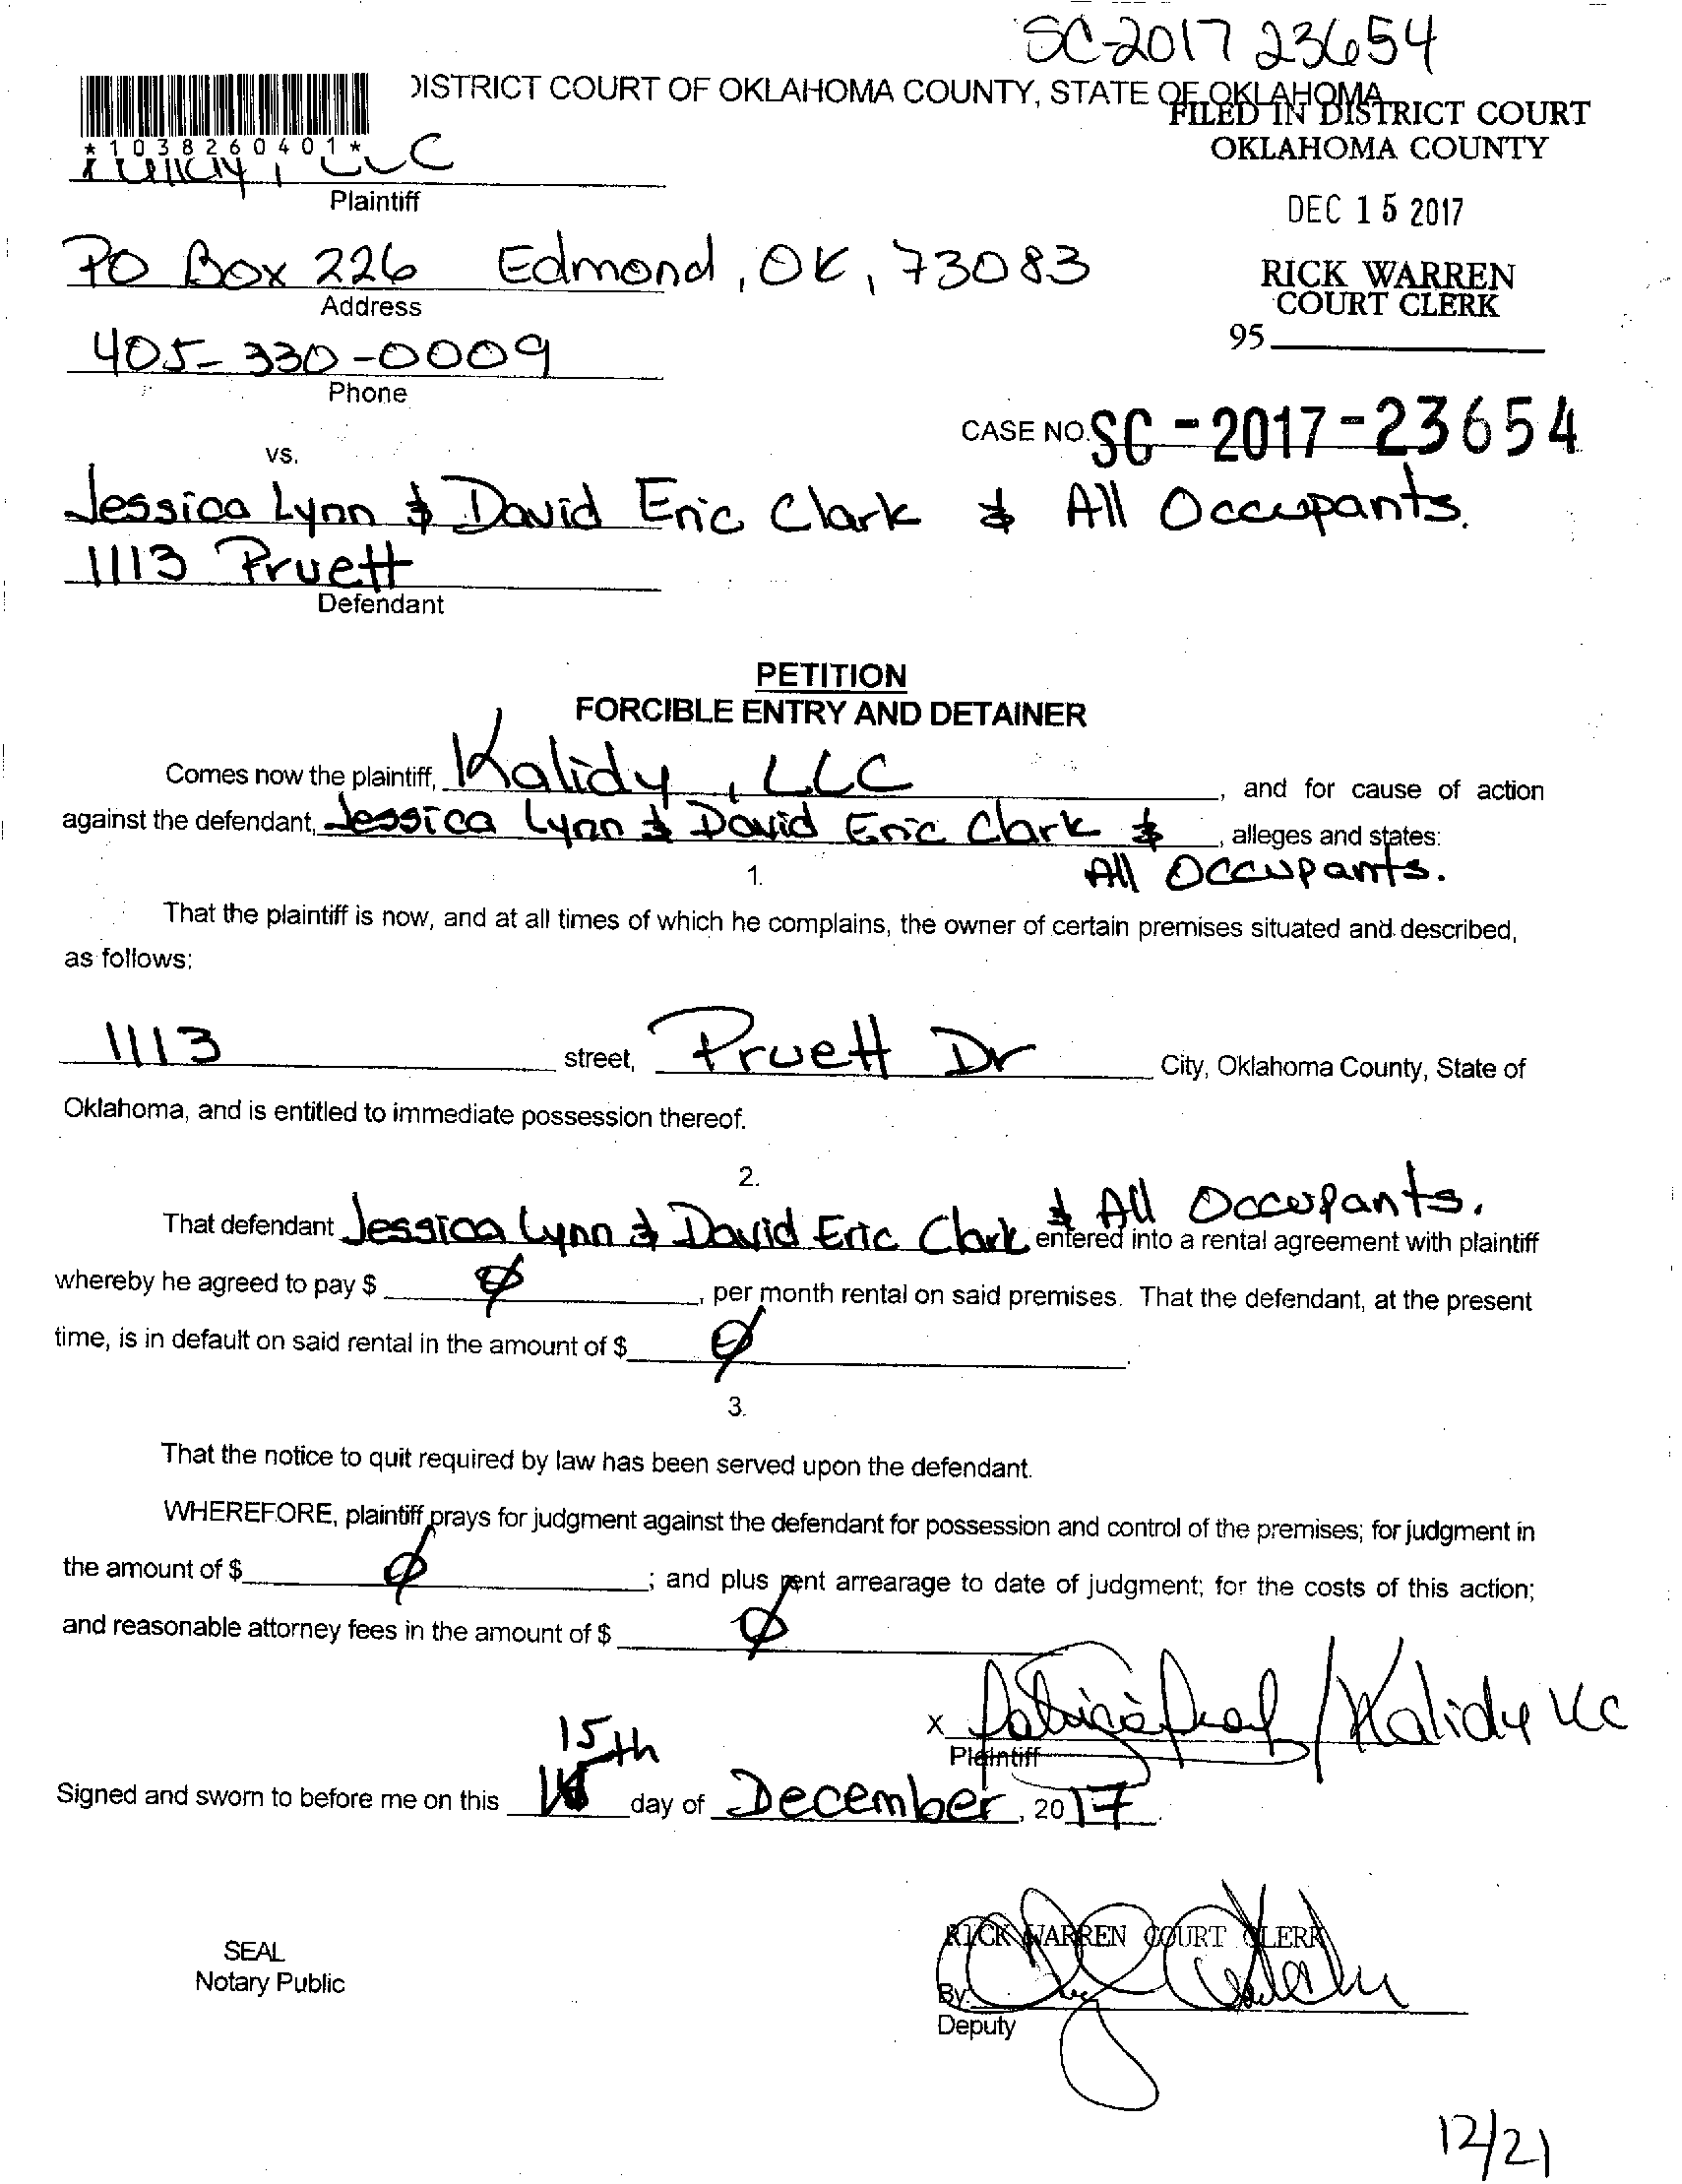 SC-2017 23654
DISTRICT COURT OF OKLAHOMA COUNTY, STATE OF OKLAHOMA
FILED IN DISTRICT COURT
OKLAHOMA COUNTY
*1038260401*
LLC
Plaintiff
DEC 15 2017
PO Box 226 Edmond, OK, 73083
Address
RICK WARREN
COURT CLERK
95
405-330-0009
Phone
CASE NO. SC-2017-23654
vs.
Jessica Lynn & David Eric Clark & All Occupants.
1113 Pruett
Defendant
PETITION
FORCIBLE ENTRY AND DETAINER
Comes now the plaintiff, Kalidy, LLC, and for cause of action
against the defendant, Jessica Lynn & David Eric Clark &, alleges and states:
All Occupants.
1.
That the plaintiff is now, and at all times of which he complains, the owner of certain premises situated and described,
as follows:
1113 street, Pruett Dr City, Oklahoma County, State of
Oklahoma, and is entitled to immediate possession thereof.
2.
That defendant Jessica Lynn & David Eric Clark & All Occupants. entered into a rental agreement with plaintiff
whereby he agreed to pay $ Ø, per month rental on said premises. That the defendant, at the present
time, is in default on said rental in the amount of $ Ø.
3.
That the notice to quit required by law has been served upon the defendant.
WHEREFORE, plaintiff prays for judgment against the defendant for possession and control of the premises; for judgment in
the amount of $ Ø; and plus rent arrearage to date of judgment; for the costs of this action;
and reasonable attorney fees in the amount of $ Ø
x / Kalidy LLC
Plaintiff
15th
Signed and sworn to before me on this day of December, 2017.
RICK WARREN COURT CLERK
SEAL
Notary Public
By:
Deputy
12/21